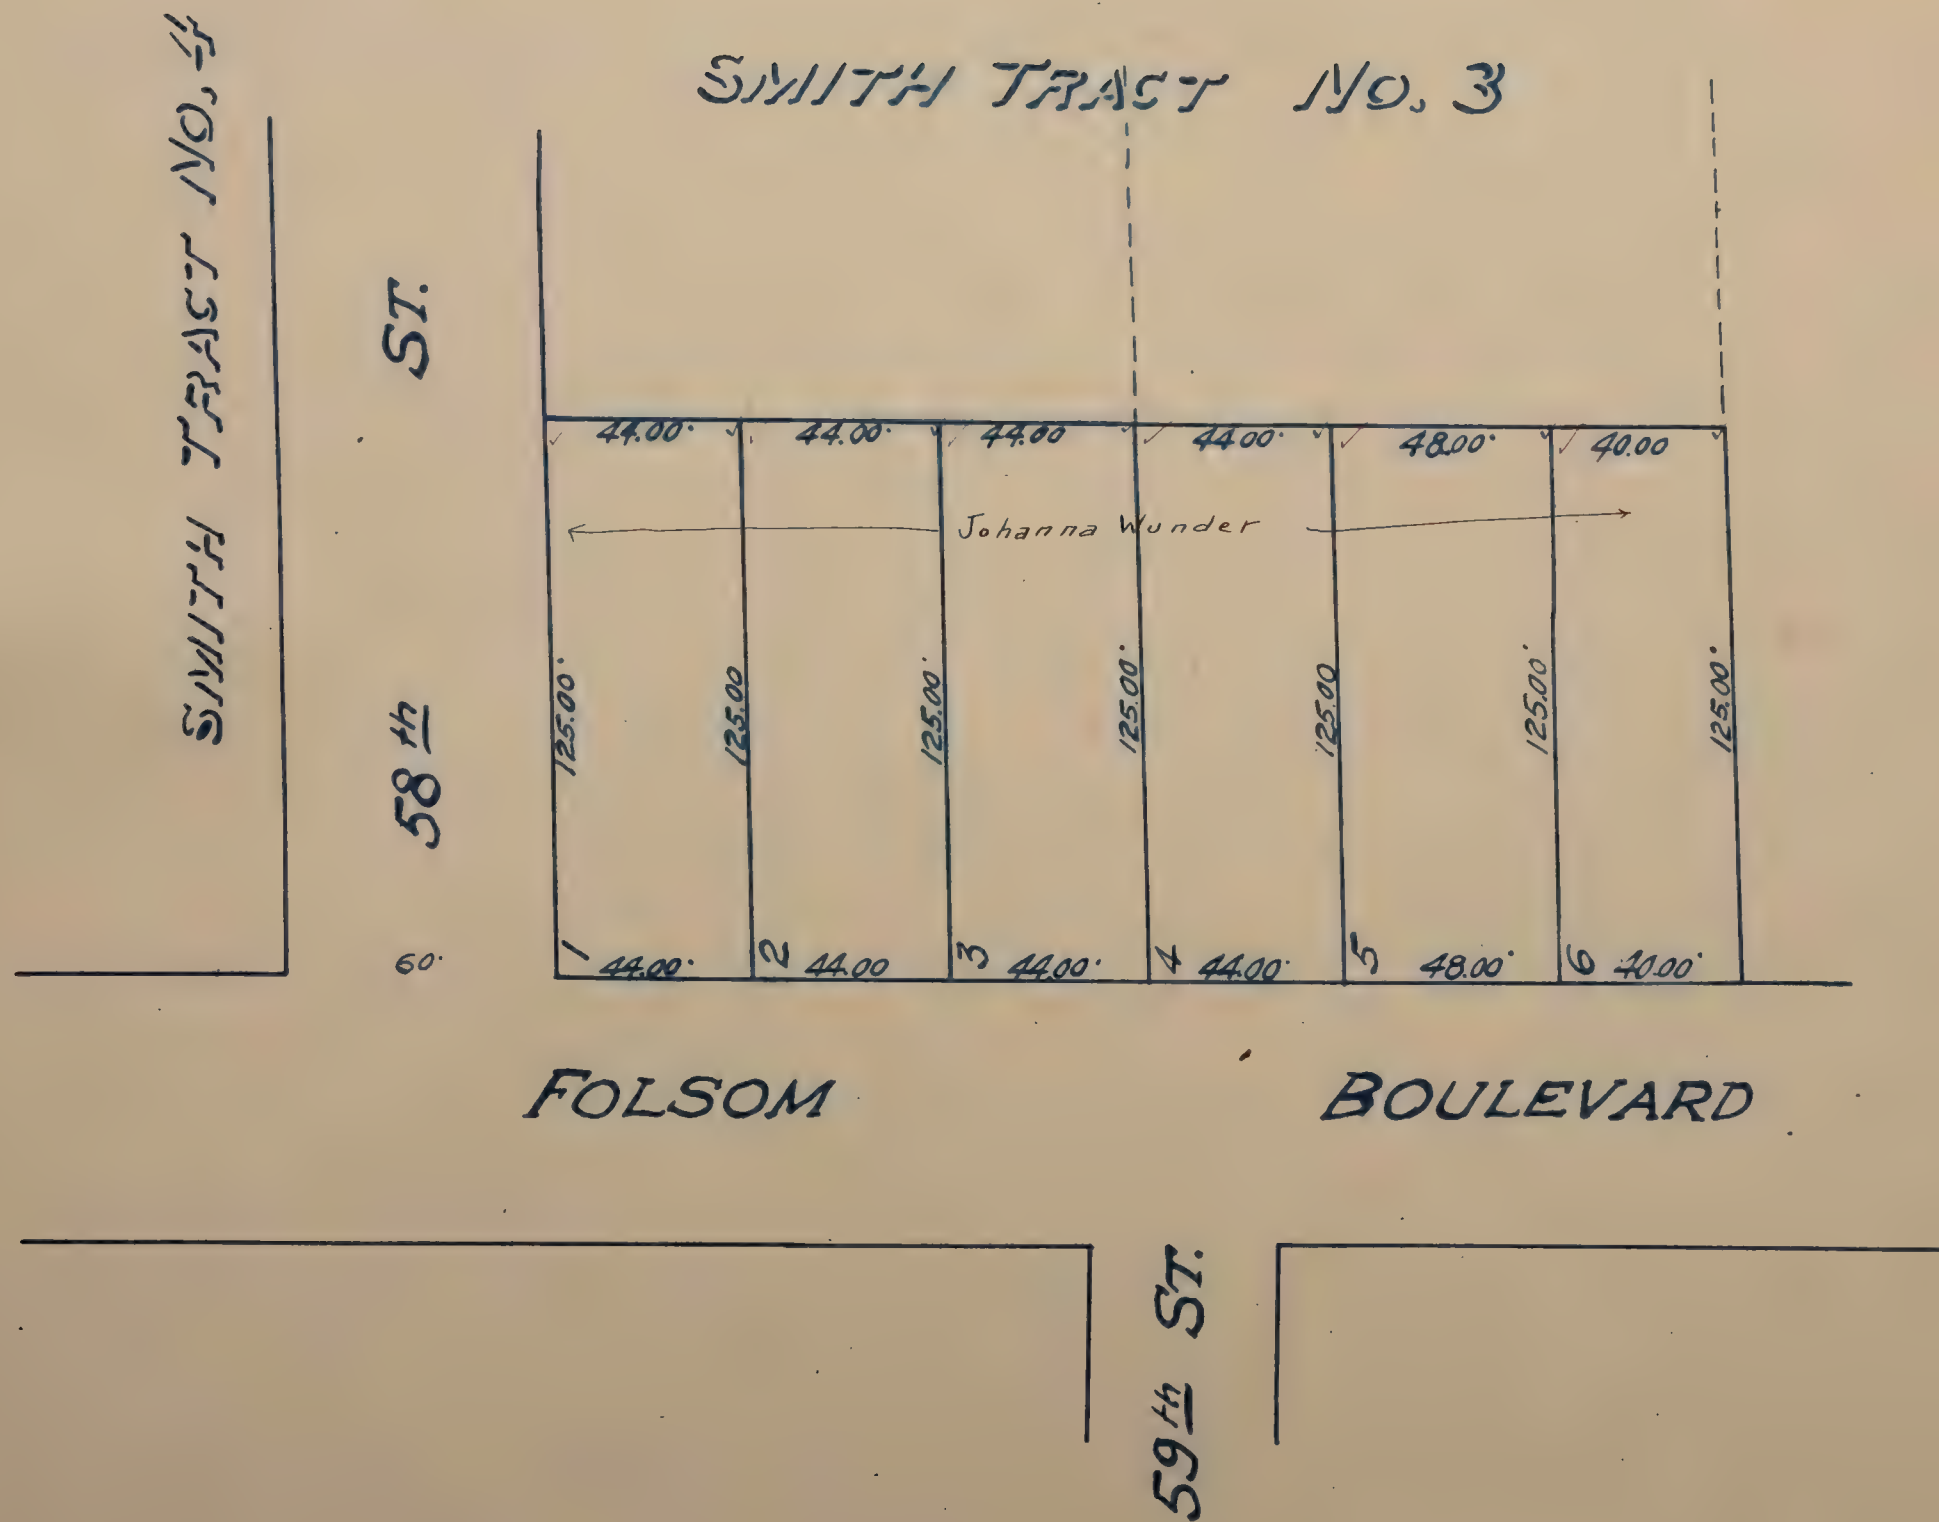 SMITH TRACT NO. 4
SMITH TRACT NO. 3
58th ST.
60'
44.00' 44.00' 44.00 44.00' 48.00' 40.00
Johanna Wunder
125.00' 125.00 125.00' 125.00' 125.00 125.00' 125.00'
1 44.00' 2 44.00 3 44.00' 4 44.00' 5 48.00' 6 40.00'
FOLSOM BOULEVARD
59th ST.